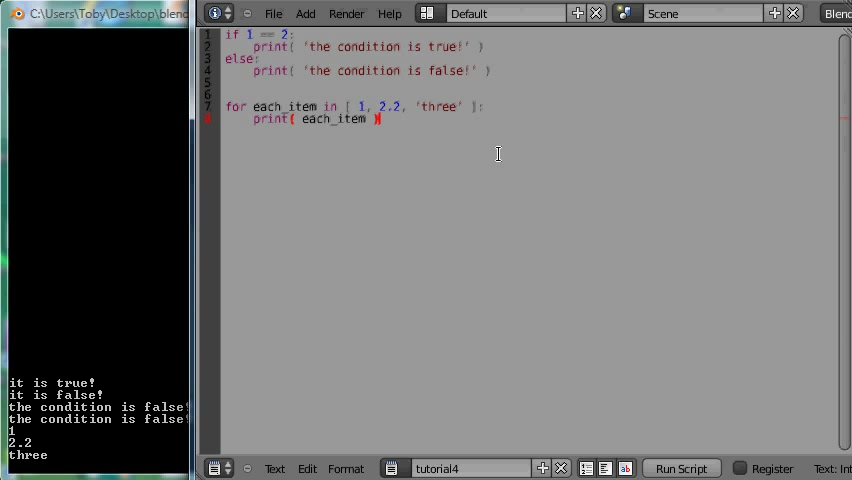 C:\Users\Toby\Desktop\blend
it is true!
it is false!
the condition is false!
the condition is false!
1
2.2
three
File Add Render Help Default Scene Blend
1 if 1 == 2:
2 print( 'the condition is true!' )
3 else:
4 print( 'the condition is false!' )
5
6
7 for each_item in [ 1, 2.2, 'three' ]:
8 print( each_item )
Text Edit Format tutorial4 Run Script Register Text: Int